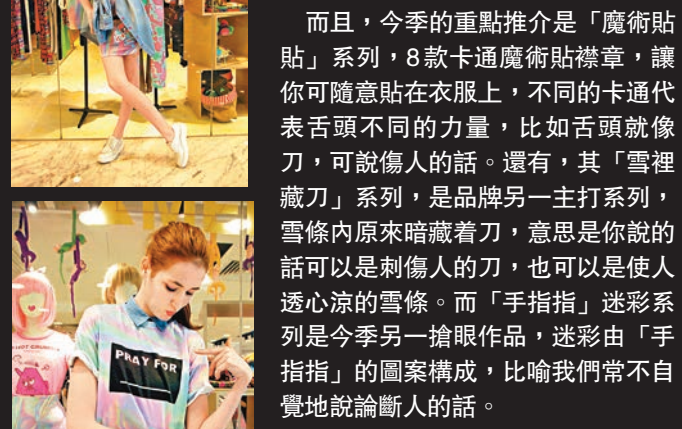 而且，今季的重點推介是「魔術貼
貼」系列，8款卡通魔術貼襟章，讓
你可隨意貼在衣服上，不同的卡通代
表舌頭不同的力量，比如舌頭就像
刀，可說傷人的話。還有，其「雪裡
藏刀」系列，是品牌另一主打系列，
雪條內原來暗藏着刀，意思是你說的
話可以是刺傷人的刀，也可以是使人
透心涼的雪條。而「手指指」迷彩系
列是今季另一搶眼作品，迷彩由「手
指指」的圖案構成，比喻我們常不自
覺地說論斷人的話。
PRAY FOR